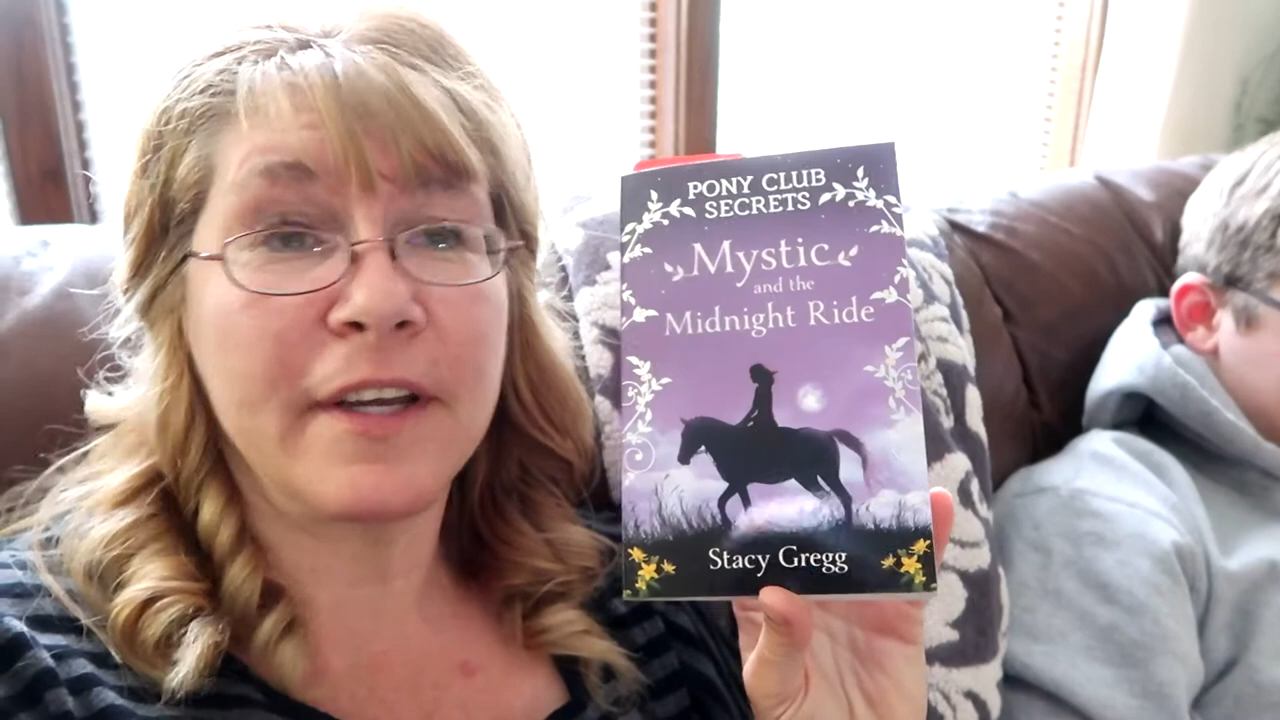 PONY CLUB
SECRETS
Mystic
and the
Midnight Ride
Stacy Gregg